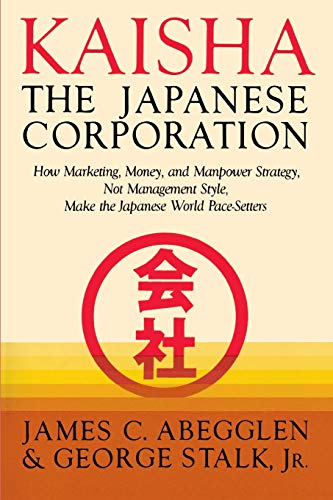 KAISHA
THE JAPANESE
CORPORATION
How Marketing, Money, and Manpower Strategy,
Not Management Style,
Make the Japanese World Pace-Setters
会
社
JAMES C. ABEGGLEN
& GEORGE STALK, JR.